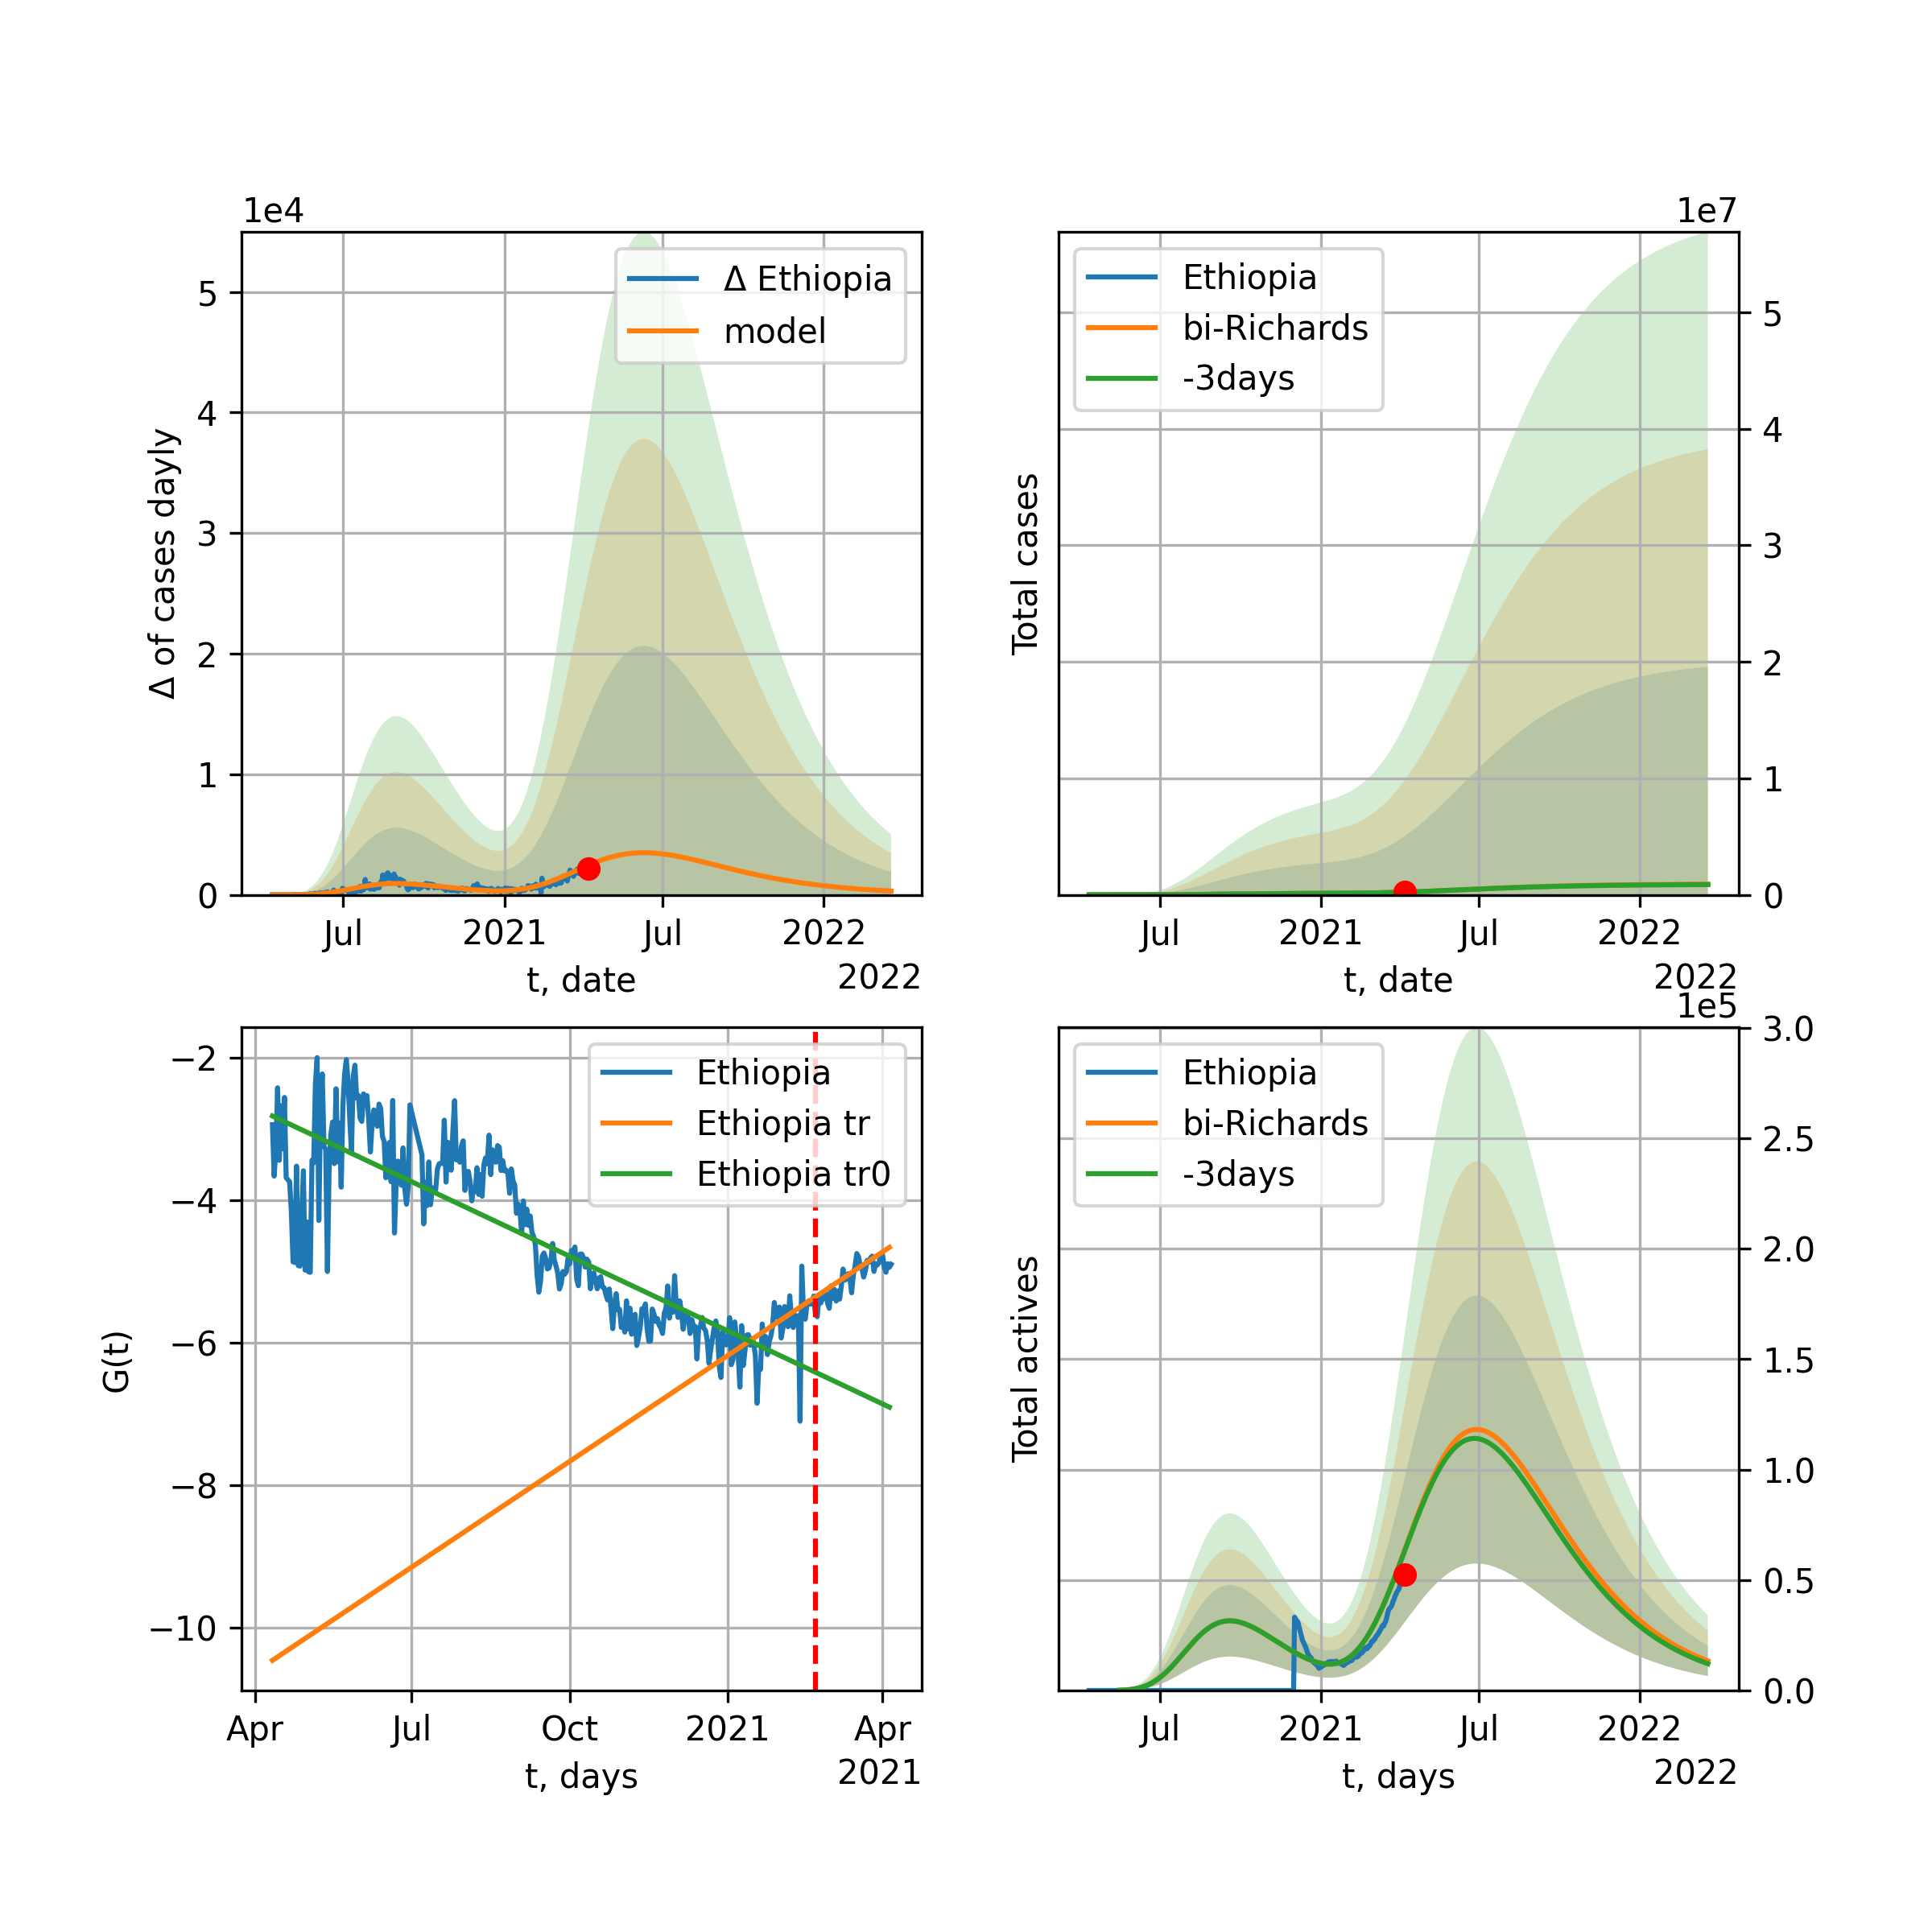 1e4
Δ Ethiopia
model
5
4
3
2
1
0
Δ of cases dayly
Jul
2021
Jul
2022
t, date
2022
1e7
Ethiopia
bi-Richards
-3days
5
4
3
2
1
0
Total cases
Jul
2021
Jul
2022
t, date
2022
Ethiopia
Ethiopia tr
Ethiopia tr0
−2
−4
−6
−8
−10
G(t)
Apr
Jul
Oct
2021
Apr
t, days
2021
1e5
Ethiopia
bi-Richards
-3days
3.0
2.5
2.0
1.5
1.0
0.5
0.0
Total actives
Jul
2021
Jul
2022
t, days
2022